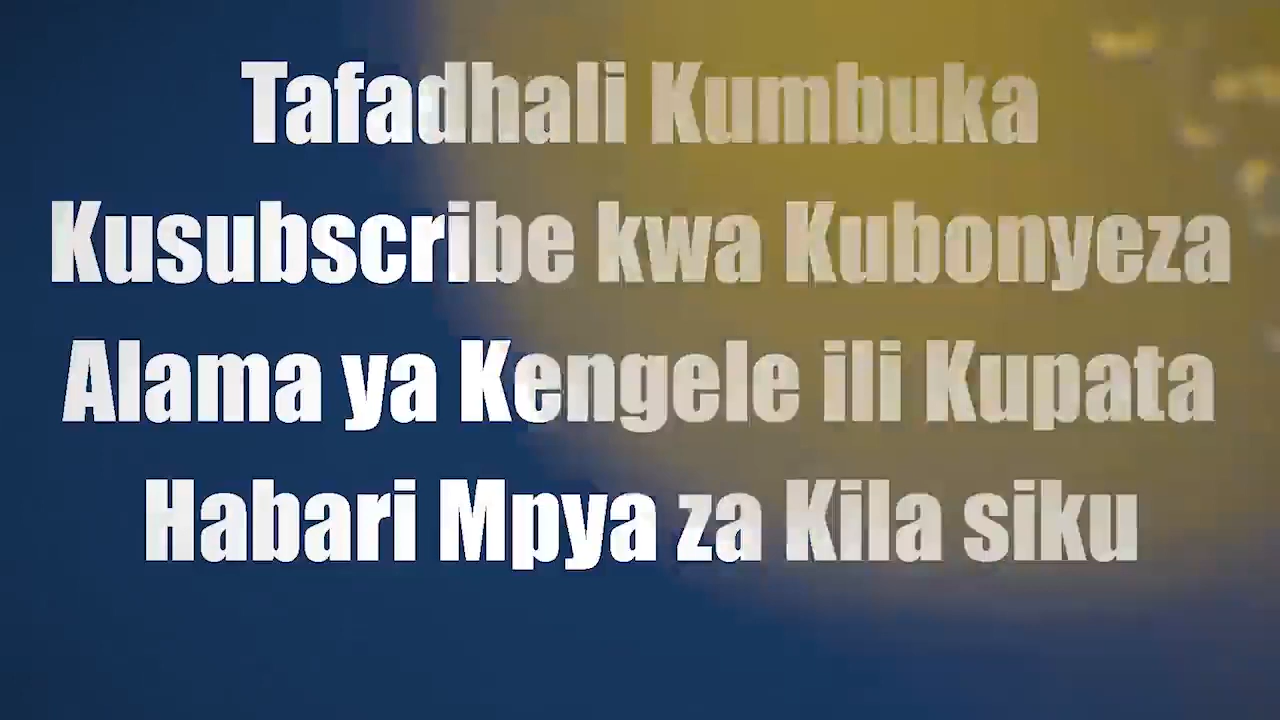 Tafadhali Kumbuka
Kusubscribe kwa Kubonyeza
Alama ya Kengele ili Kupata
Habari Mpya za Kila siku